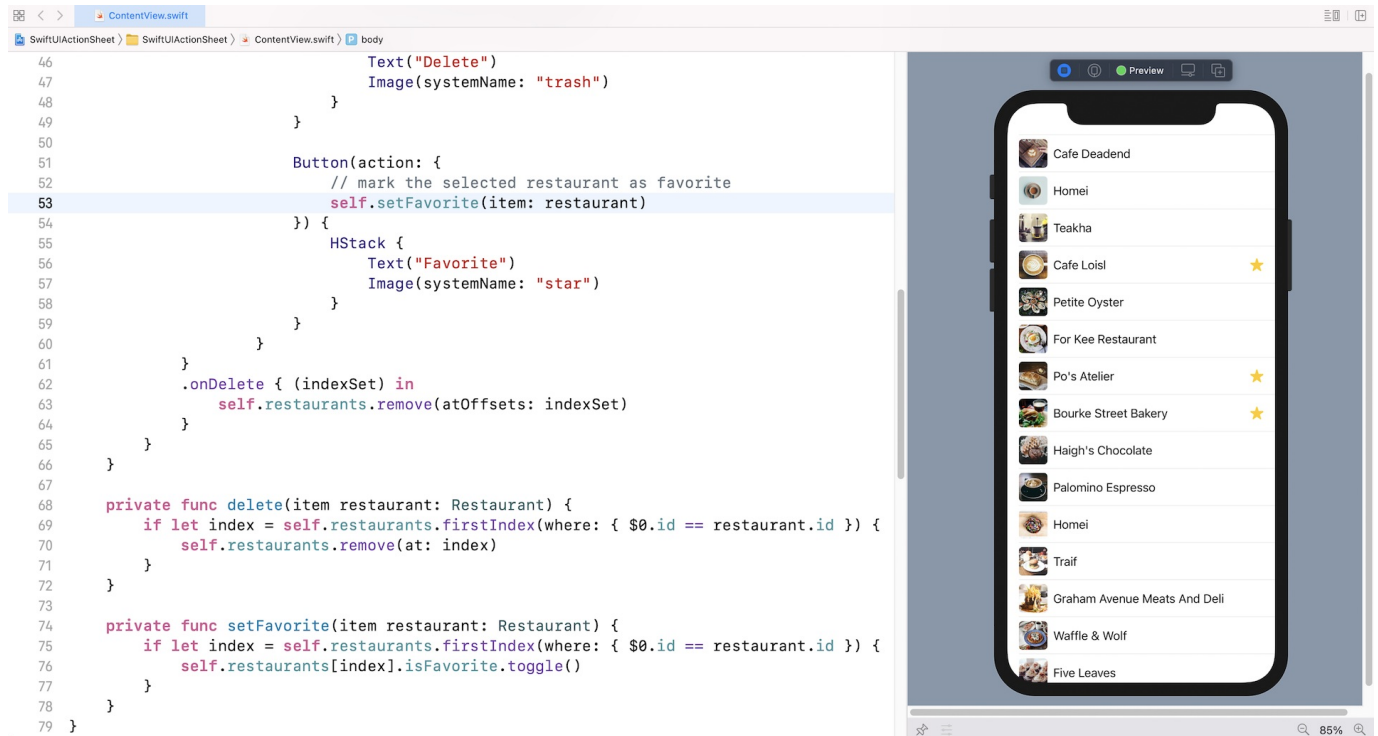 ContentView.swift
SwiftUIActionSheet 〉 SwiftUIActionSheet 〉 ContentView.swift 〉 P body
46 Text("Delete")
47 Image(systemName: "trash")
48 }
49 }
50
51 Button(action: {
52 // mark the selected restaurant as favorite
53 self.setFavorite(item: restaurant)
54 }) {
55 HStack {
56 Text("Favorite")
57 Image(systemName: "star")
58 }
59 }
60 }
61 }
62 .onDelete { (indexSet) in
63 self.restaurants.remove(atOffsets: indexSet)
64 }
65 }
66 }
67
68 private func delete(item restaurant: Restaurant) {
69 if let index = self.restaurants.firstIndex(where: { $0.id == restaurant.id }) {
70 self.restaurants.remove(at: index)
71 }
72 }
73
74 private func setFavorite(item restaurant: Restaurant) {
75 if let index = self.restaurants.firstIndex(where: { $0.id == restaurant.id }) {
76 self.restaurants[index].isFavorite.toggle()
77 }
78 }
79 }
Preview
Cafe Deadend
Homei
Teakha
Cafe Loisl
Petite Oyster
For Kee Restaurant
Po's Atelier
Bourke Street Bakery
Haigh's Chocolate
Palomino Espresso
Homei
Traif
Graham Avenue Meats And Deli
Waffle & Wolf
Five Leaves
85%